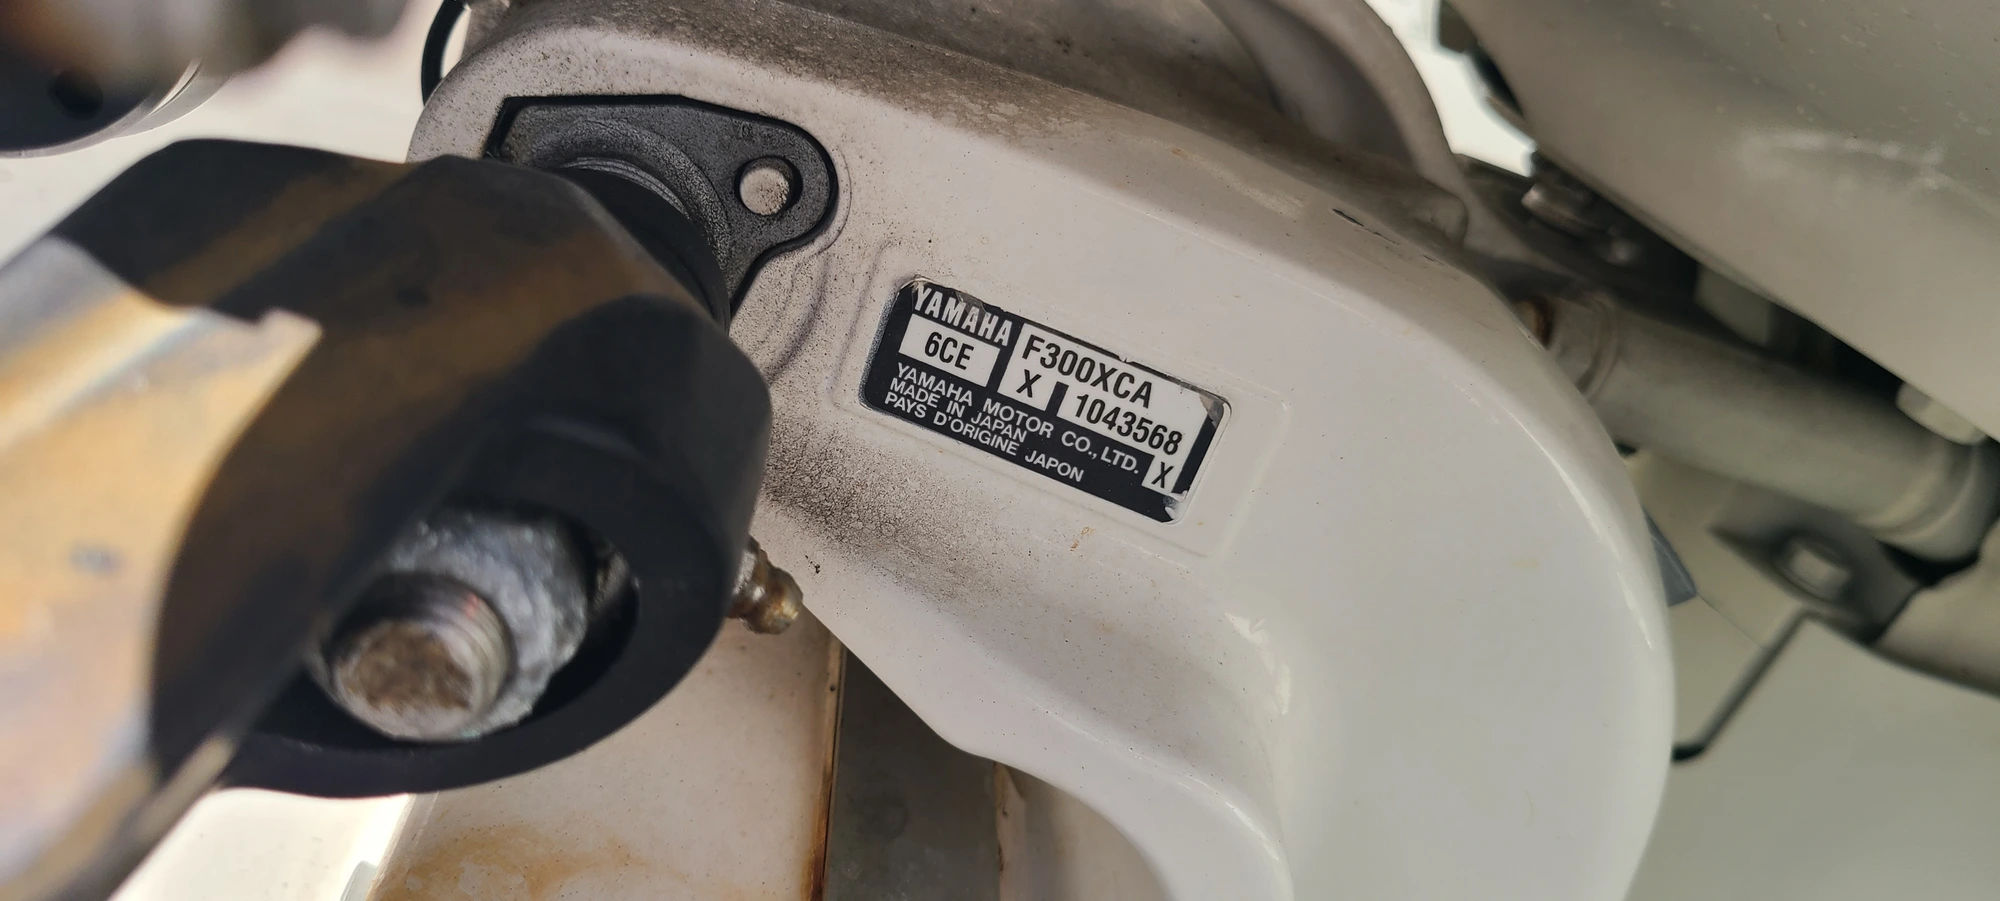 YAMAHA
F300XCA
6CE
X 1043568
YAMAHA MOTOR CO., LTD.
MADE IN JAPAN
PAYS D'ORIGINE JAPON
X